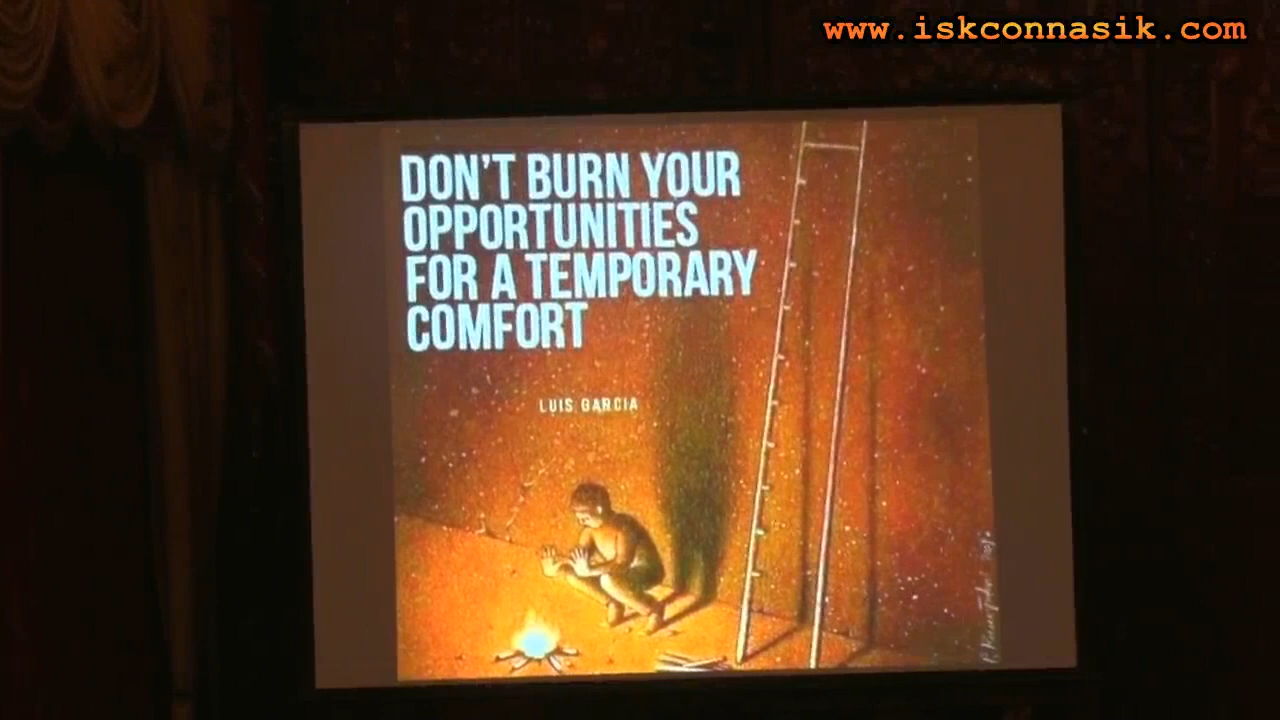 www.iskconnasik.com
DON'T BURN YOUR
OPPORTUNITIES
FOR A TEMPORARY
COMFORT
LUIS GARCIA